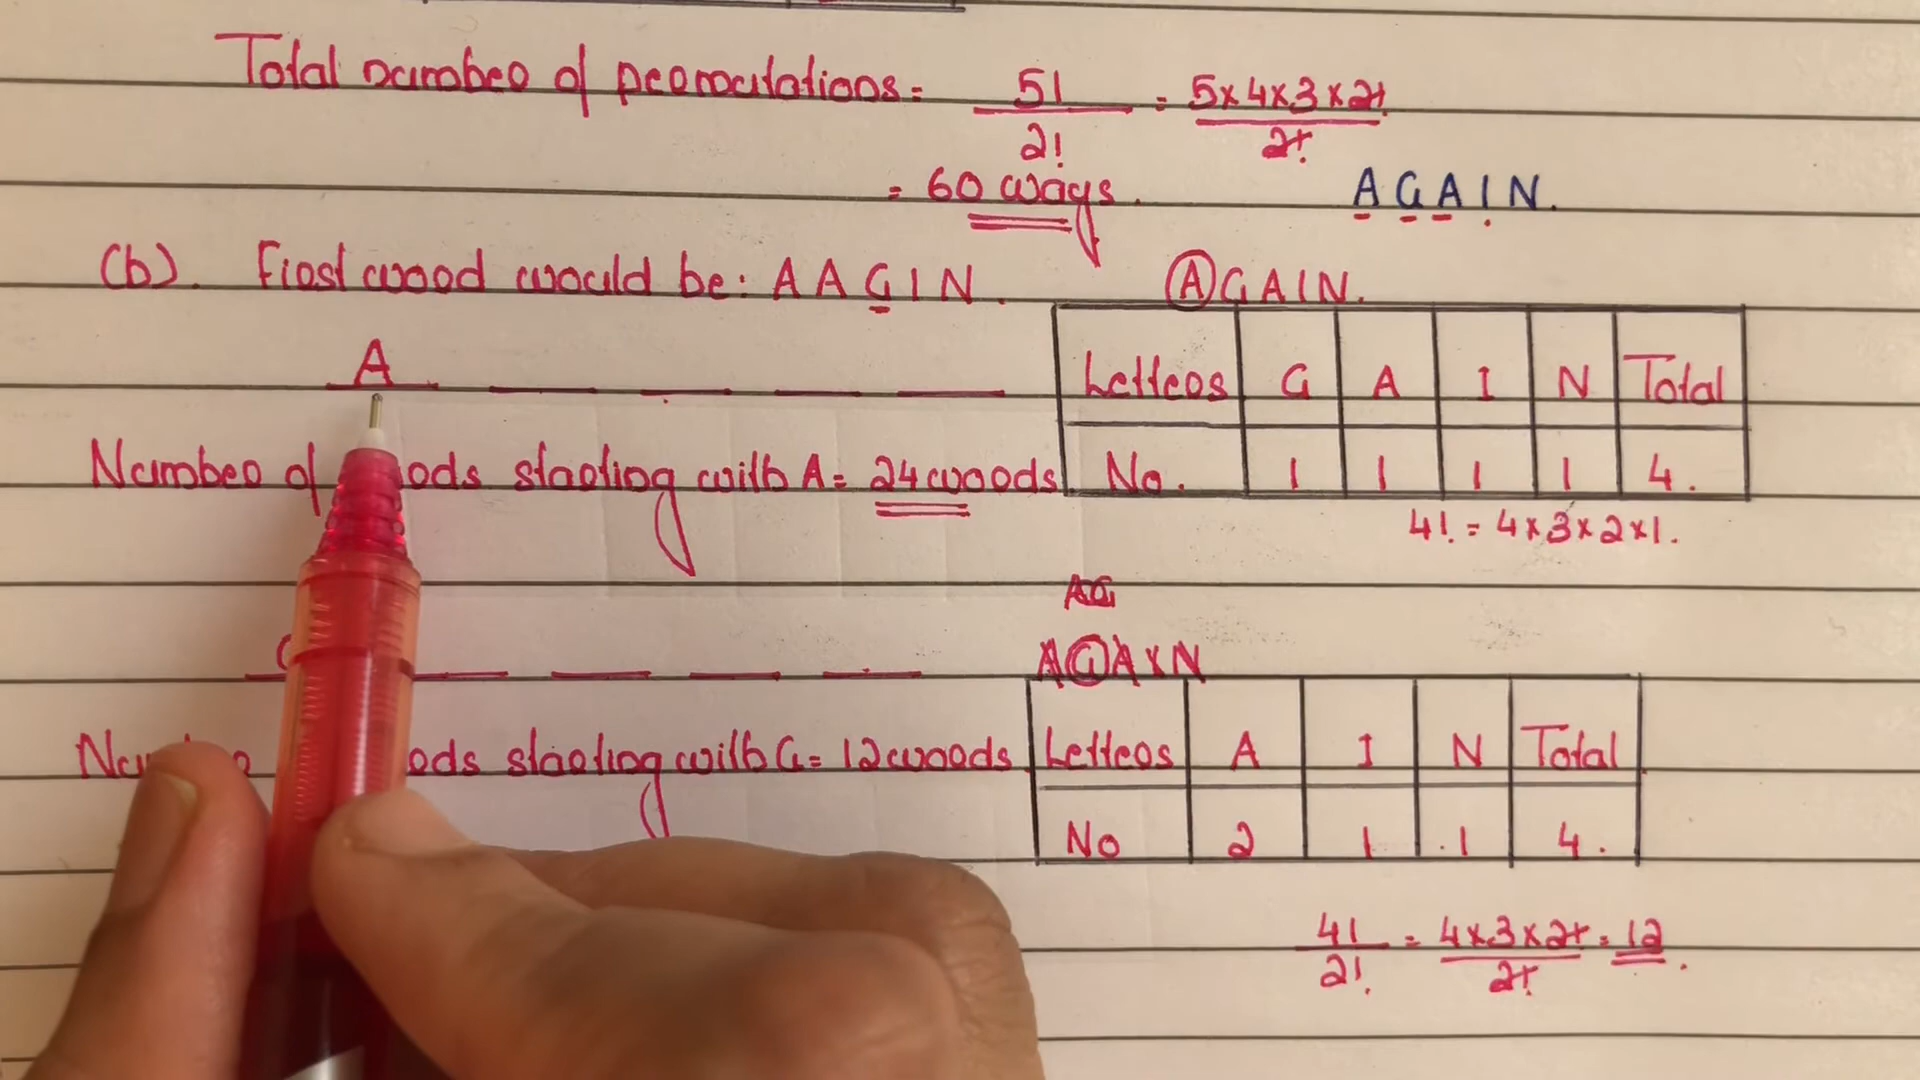 Total number of permutations = 5! / 2! = 5x4x3x2! / 2!
= 60 ways. AGAIN.
(b). First word would be: AAGIN. AGAIN.
A
Letters G A I N Total
Number of words starting with A = 24 words
No. 1 1 1 1 4.
4! = 4x3x2x1.
AGAIN
words starting with G = 12 words
Letters A I N Total
No 2 1 1 4.
4! / 2! = 4x3x2! / 2! = 12.